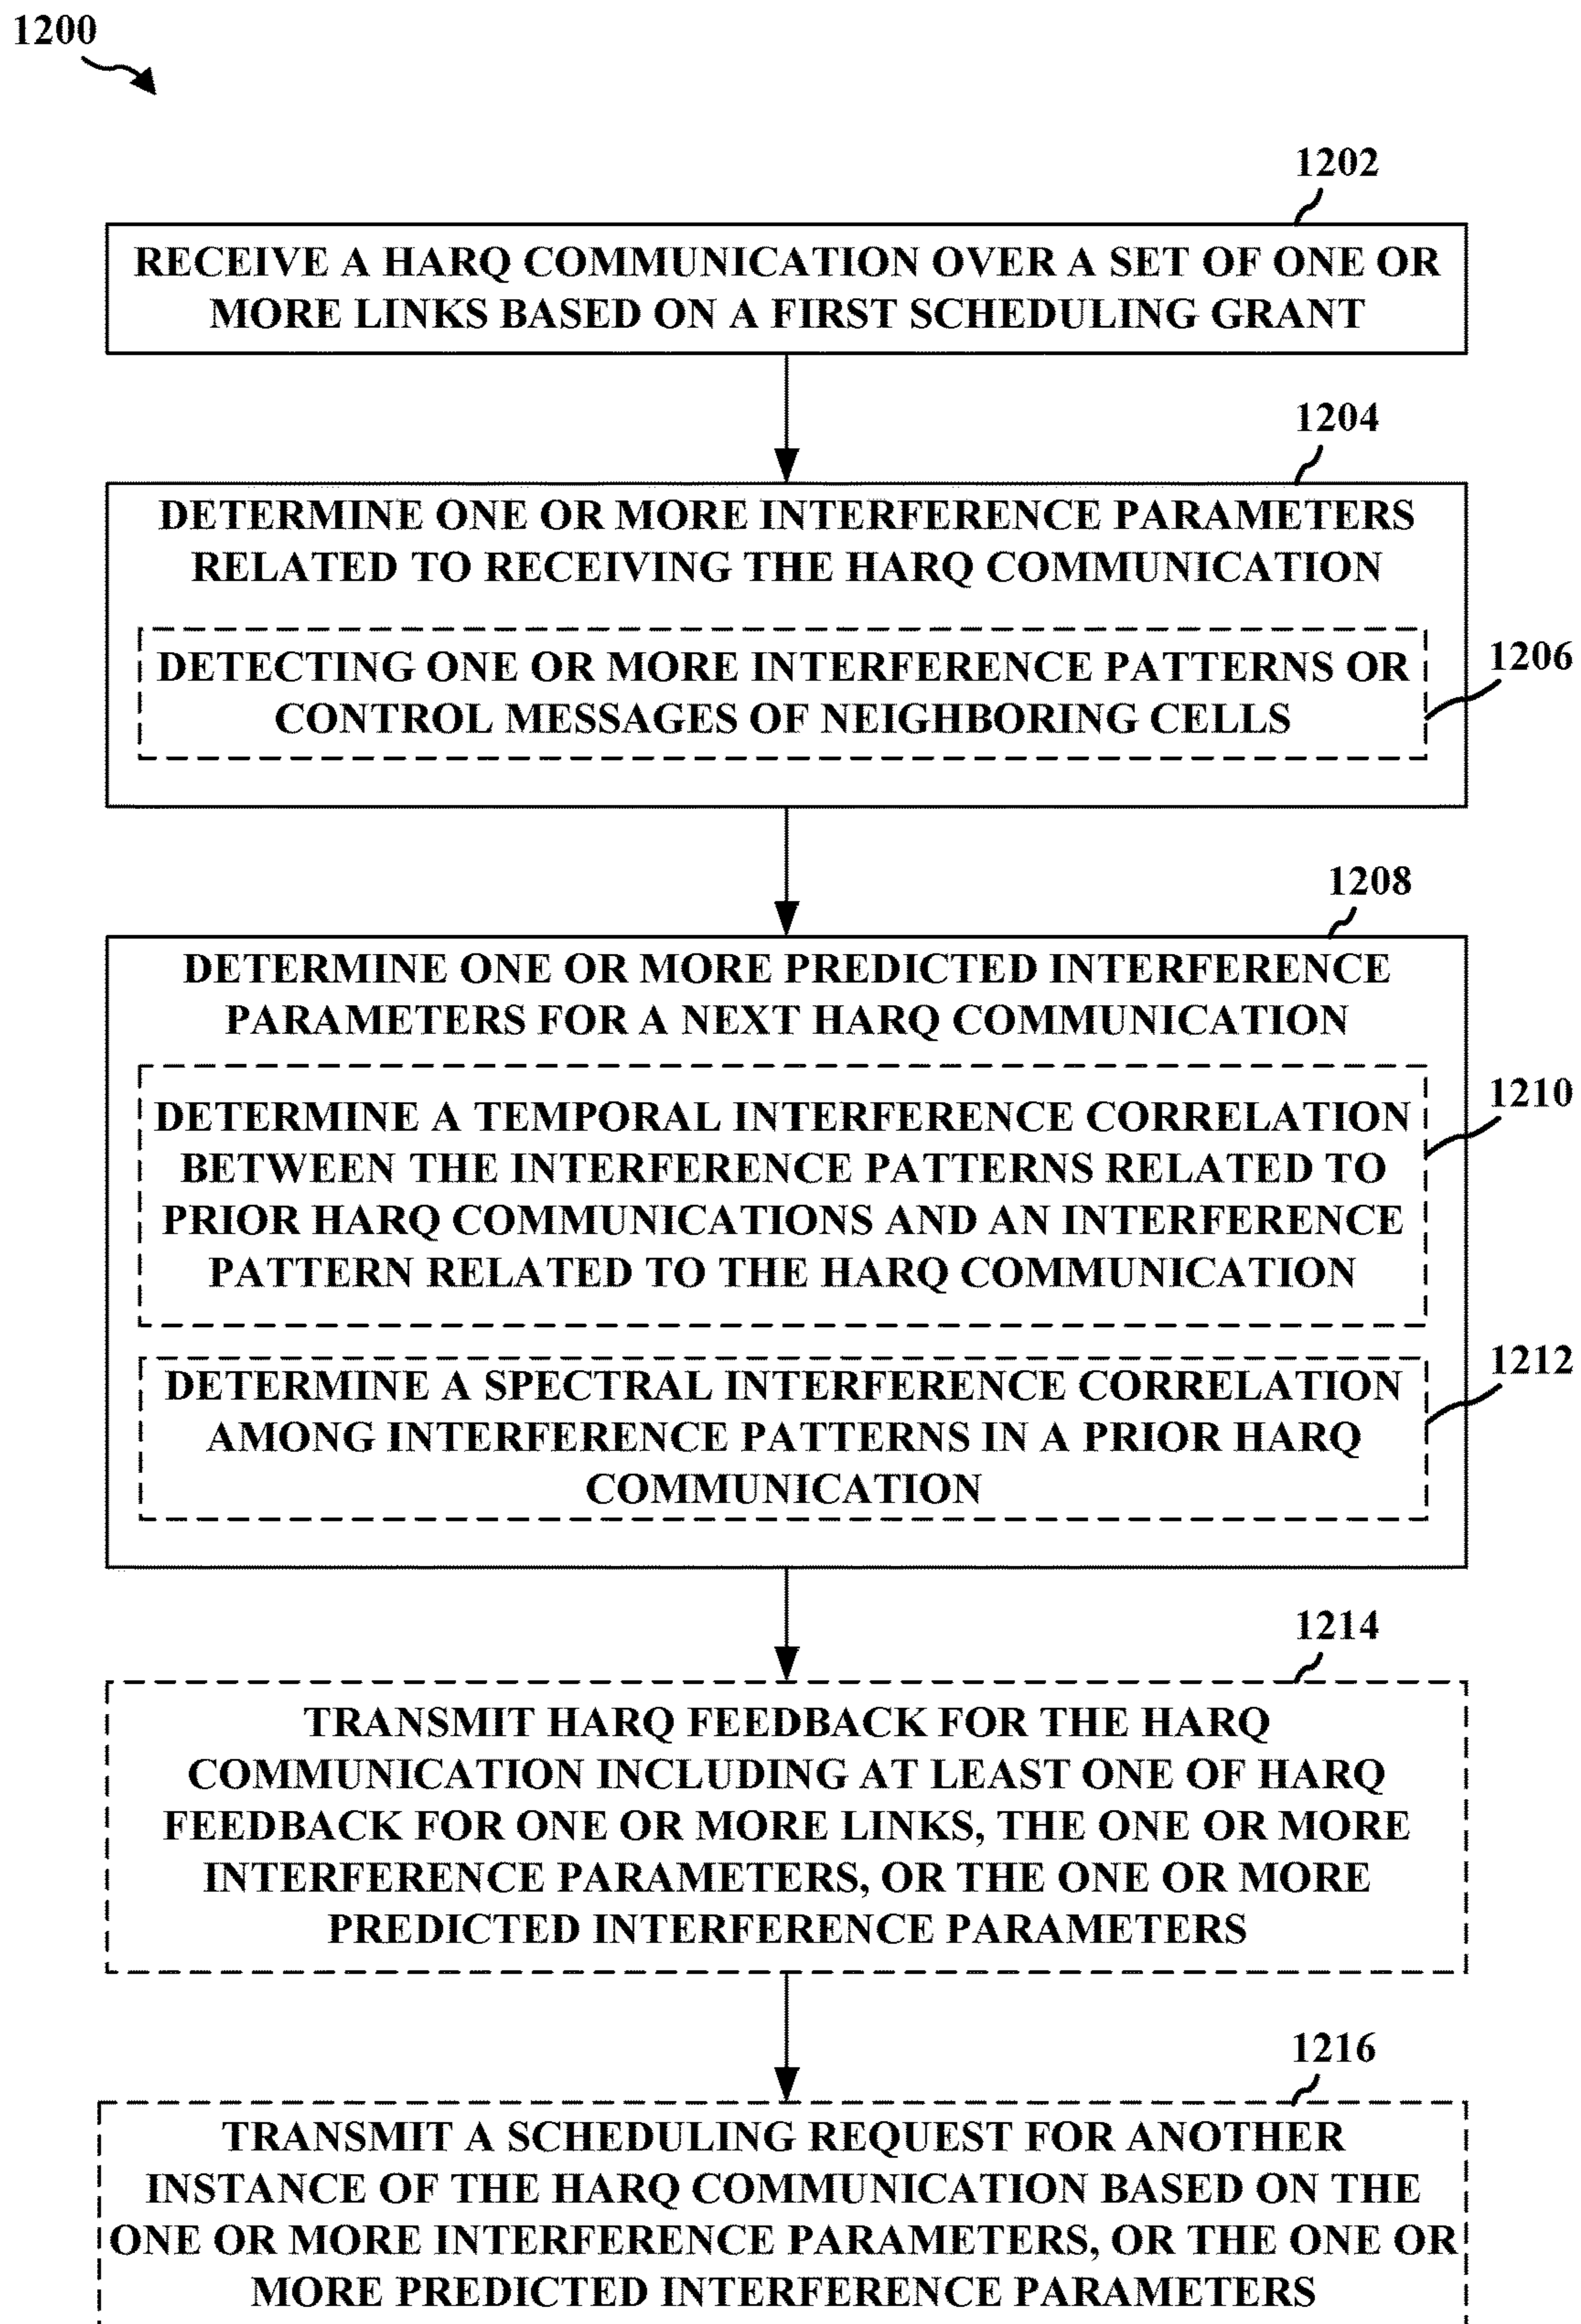 1200
1202
RECEIVE A HARQ COMMUNICATION OVER A SET OF ONE OR
MORE LINKS BASED ON A FIRST SCHEDULING GRANT
1204
DETERMINE ONE OR MORE INTERFERENCE PARAMETERS
RELATED TO RECEIVING THE HARQ COMMUNICATION
1206
DETECTING ONE OR MORE INTERFERENCE PATTERNS OR
CONTROL MESSAGES OF NEIGHBORING CELLS
1208
DETERMINE ONE OR MORE PREDICTED INTERFERENCE
PARAMETERS FOR A NEXT HARQ COMMUNICATION
1210
DETERMINE A TEMPORAL INTERFERENCE CORRELATION
BETWEEN THE INTERFERENCE PATTERNS RELATED TO
PRIOR HARQ COMMUNICATIONS AND AN INTERFERENCE
PATTERN RELATED TO THE HARQ COMMUNICATION
1212
DETERMINE A SPECTRAL INTERFERENCE CORRELATION
AMONG INTERFERENCE PATTERNS IN A PRIOR HARQ
COMMUNICATION
1214
TRANSMIT HARQ FEEDBACK FOR THE HARQ
COMMUNICATION INCLUDING AT LEAST ONE OF HARQ
FEEDBACK FOR ONE OR MORE LINKS, THE ONE OR MORE
INTERFERENCE PARAMETERS, OR THE ONE OR MORE
PREDICTED INTERFERENCE PARAMETERS
1216
TRANSMIT A SCHEDULING REQUEST FOR ANOTHER
INSTANCE OF THE HARQ COMMUNICATION BASED ON THE
ONE OR MORE INTERFERENCE PARAMETERS, OR THE ONE OR
MORE PREDICTED INTERFERENCE PARAMETERS